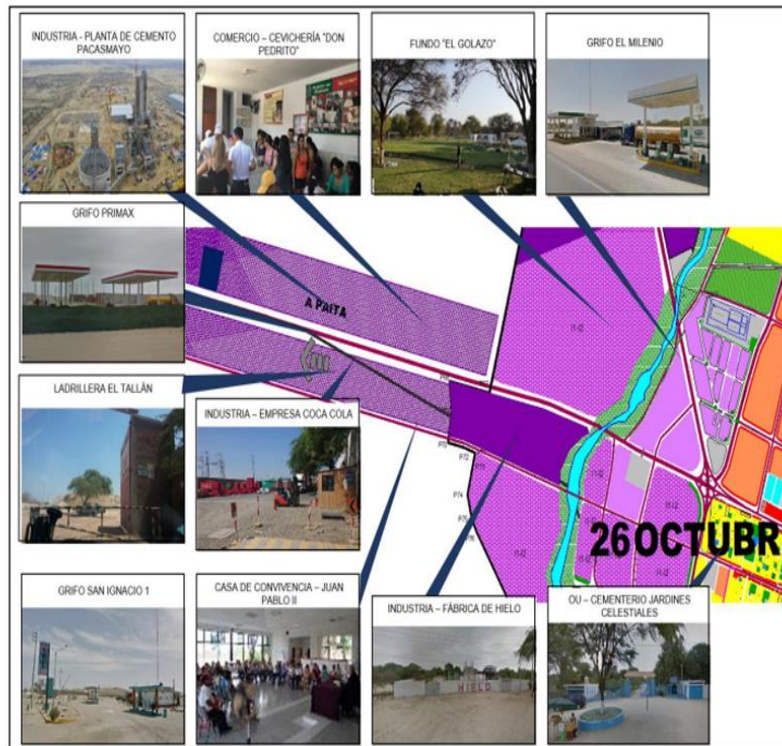 INDUSTRIA - PLANTA DE CEMENTO
PACASMAYO
COMERCIO – CEVICHERÍA "DON
PEDRITO"
FUNDO "EL GOLAZO"
GRIFO EL MILENIO
GRIFO PRIMAX
A PAITA
LADRILLERA EL TALLÁN
INDUSTRIA – EMPRESA COCA COLA
26 OCTUBR
GRIFO SAN IGNACIO 1
CASA DE CONVIVENCIA – JUAN
PABLO II
INDUSTRIA – FÁBRICA DE HIELO
HIELO
OU – CEMENTERIO JARDINES
CELESTIALES